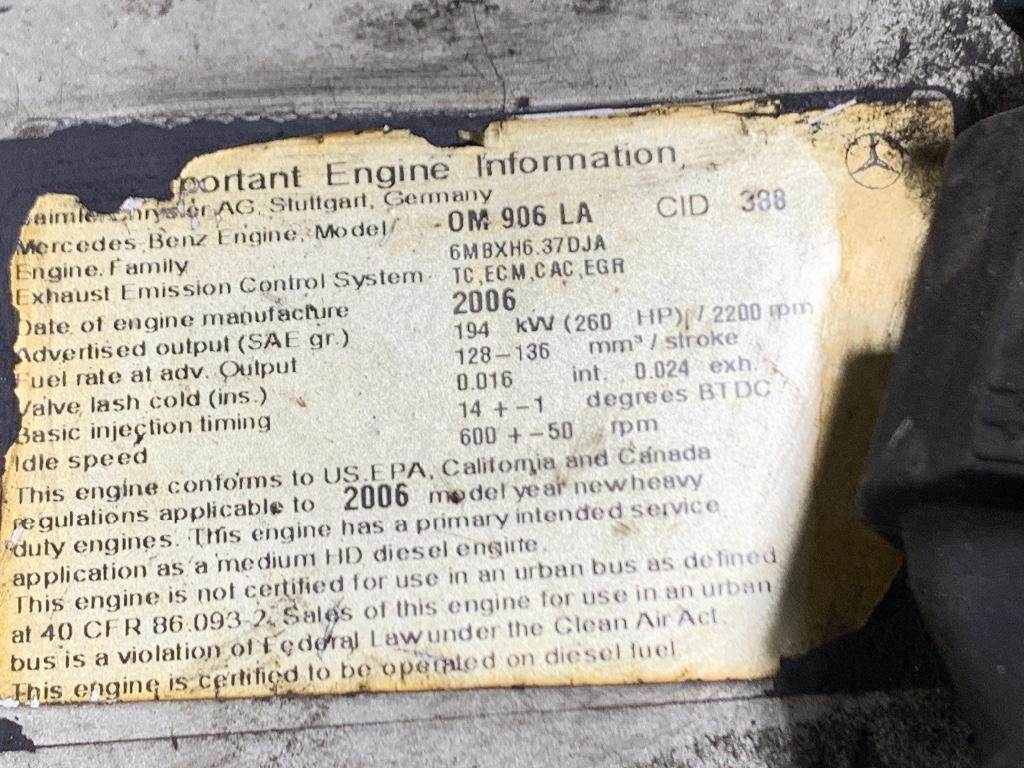 portant Engine Information
aimlerChrysler AG, Stuttgart, Germany
Mercedes Benz Engine, Model OM 906 LA CID 388
Engine Family 6MBXH6.37DJA
Exhaust Emission Control System TC,ECM,CAC,EGR
Date of engine manufacture 2006
Advertised output (SAE gr.) 194 kW (260 HP) / 2200 rpm
Fuel rate at adv. Output 128-136 mm³/stroke
Valve lash cold (ins.) 0.016 int. 0.024 exh.
Basic injection timing 14 +-1 degrees BTDC
Idle speed 600 +-50 rpm
This engine conforms to US.EPA, California and Canada
regulations applicable to 2006 model year new heavy
duty engines. This engine has a primary intended service
application as a medium HD diesel engine.
This engine is not certified for use in an urban bus as defined
at 40 CFR 86.093-2. Sales of this engine for use in an urban
bus is a violation of Federal Law under the Clean Air Act.
This engine is certified to be operated on diesel fuel